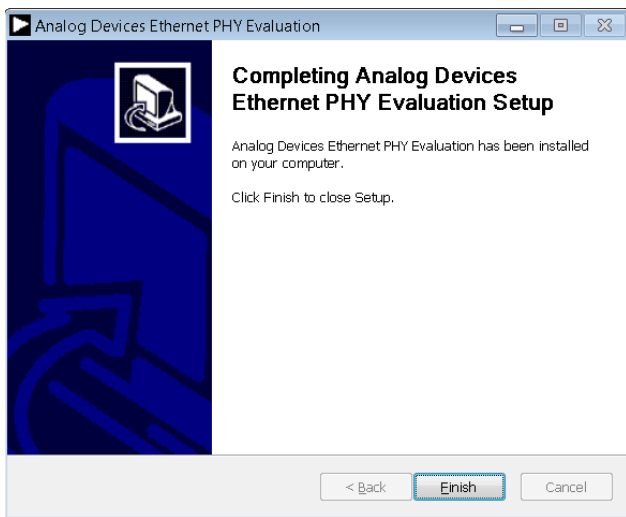 Analog Devices Ethernet PHY Evaluation
Completing Analog Devices
Ethernet PHY Evaluation Setup
Analog Devices Ethernet PHY Evaluation has been installed
on your computer.
Click Finish to close Setup.
< Back
Finish
Cancel